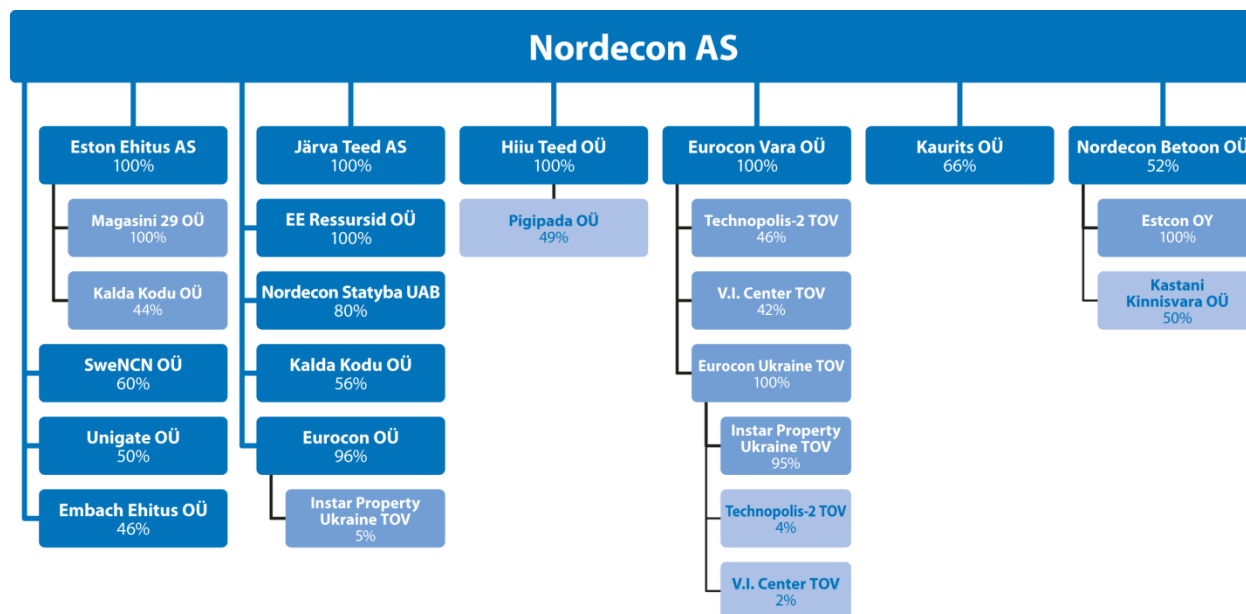 Nordecon AS
Eston Ehitus AS
100%
Magasini 29 OÜ
100%
Kalda Kodu OÜ
44%
SweNCN OÜ
60%
Unigate OÜ
50%
Embach Ehitus OÜ
46%
Järva Teed AS
100%
EE Ressursid OÜ
100%
Nordecon Statyba UAB
80%
Kalda Kodu OÜ
56%
Eurocon OÜ
96%
Instar Property
Ukraine TOV
5%
Hiiu Teed OÜ
100%
Pigipada OÜ
49%
Eurocon Vara OÜ
100%
Technopolis-2 TOV
46%
V.I. Center TOV
42%
Eurocon Ukraine TOV
100%
Instar Property
Ukraine TOV
95%
Technopolis-2 TOV
4%
V.I. Center TOV
2%
Kaurits OÜ
66%
Nordecon Betoon OÜ
52%
Estcon OY
100%
Kastani
Kinnisvara OÜ
50%